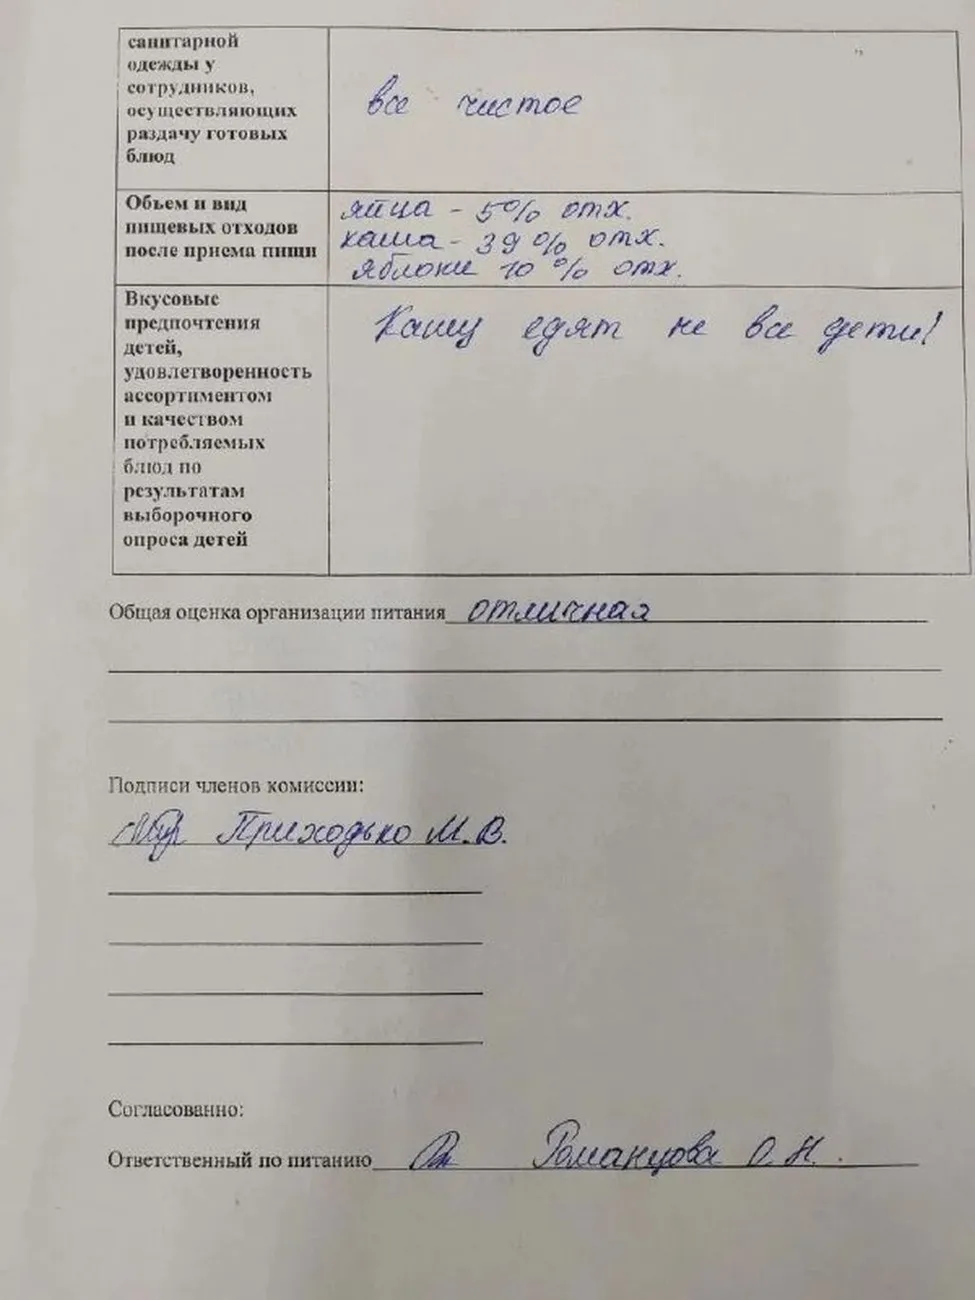 санитарной
одежды у
сотрудников,
осуществляющих
раздачу готовых
блюд
все чистое
Обьем и вид
пищевых отходов
после приема пищи
яйца - 5% отх.
каша - 39% отх.
яблоки 10% отх.
Вкусовые
предпочтения
детей,
удовлетворенность
ассортиментом
и качеством
потребляемых
блюд по
результатам
выборочного
опроса детей
Кашу едят не все дети!
Общая оценка организации питания отличная
Подписи членов комиссии:
Приходько М.В.
Согласованно:
Ответственный по питанию Романцова О.Н.